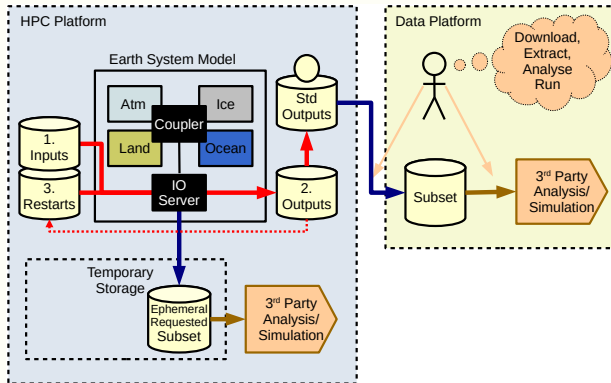 HPC Platform
Data Platform
Earth System Model
Download,
Extract,
Analyse
Run
Atm
Ice
Std
Outputs
Coupler
1.
Inputs
Land
Ocean
3.
Restarts
IO
Server
2.
Outputs
Subset
3rd Party
Analysis/
Simulation
Temporary
Storage
Ephemeral
Requested
Subset
3rd Party
Analysis/
Simulation